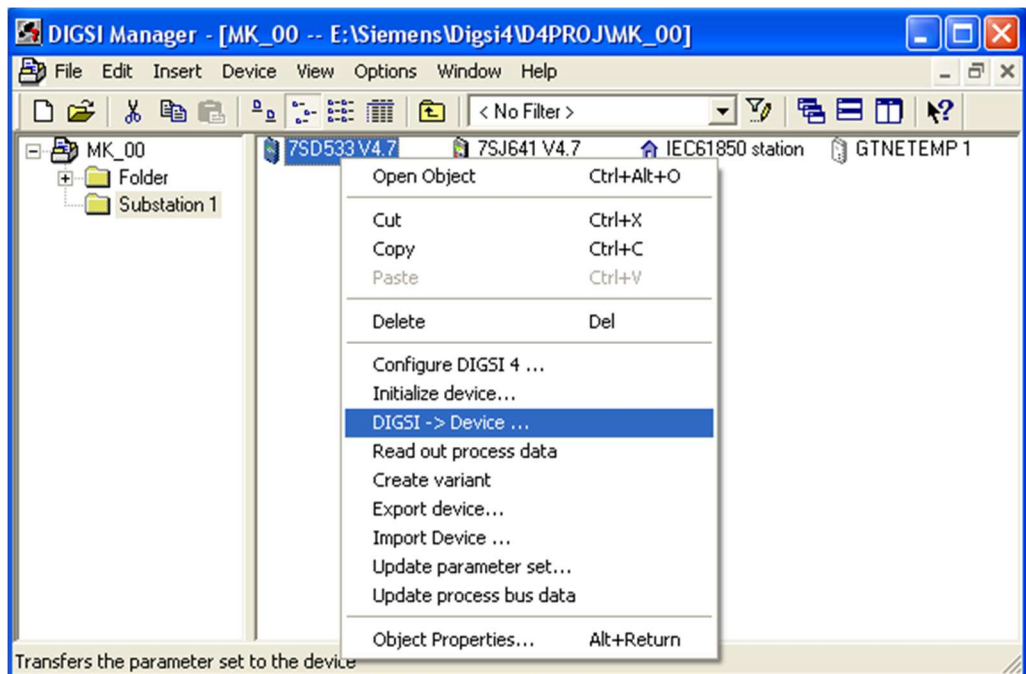 DIGSI Manager - [MK_00 -- E:\Siemens\Digsi4\D4PROJ\MK_00]
File Edit Insert Device View Options Window Help
< No Filter >
MK_00
Folder
Substation 1
7SD533 V4.7 7SJ641 V4.7 IEC61850 station GTNETEMP 1
Open Object Ctrl+Alt+O
Cut Ctrl+X
Copy Ctrl+C
Paste Ctrl+V
Delete Del
Configure DIGSI 4 ...
Initialize device...
DIGSI -> Device ...
Read out process data
Create variant
Export device...
Import Device ...
Update parameter set...
Update process bus data
Object Properties... Alt+Return
Transfers the parameter set to the device